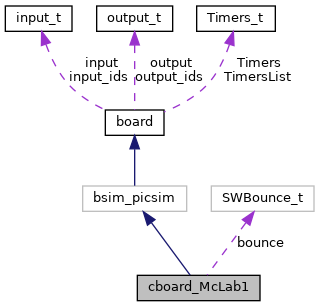 input_t
output_t
Timers_t
input
input_ids
output
output_ids
Timers
TimersList
board
bsim_picsim
SWBounce_t
bounce
cboard_McLab1